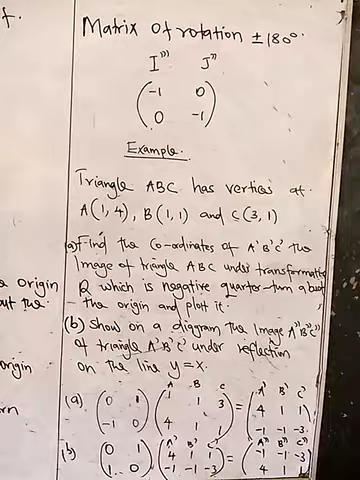 f.
Matrix of rotation ± 180°.
I''' J''
( -1 0 )
( 0 -1 )
Example.
Triangle ABC has vertices at.
A(1, 4), B(1, 1) and C(3, 1)
(a) Find the Co-ordinates of A'B'C' the
Image of triangle ABC under transformatio
Q which is negative quarter-turn about
the origin and plot it.
(b) Show on a diagram the Image A''B''C''
of triangle A'B'C' under reflection
on the line y = x.
A B C A' B' C'
(a) ( 0 1 ) ( 1 1 3 ) = ( 4 1 1 )
( -1 0 ) ( 4 1 1 ) ( -1 -1 -3 )
A' B' C' A'' B'' C''
(b) ( 0 1 ) ( 4 1 1 ) = ( -1 -1 -3 )
( 1 0 ) ( -1 -1 -3 ) ( 4 1 1 )
origin
out the
origin
rn